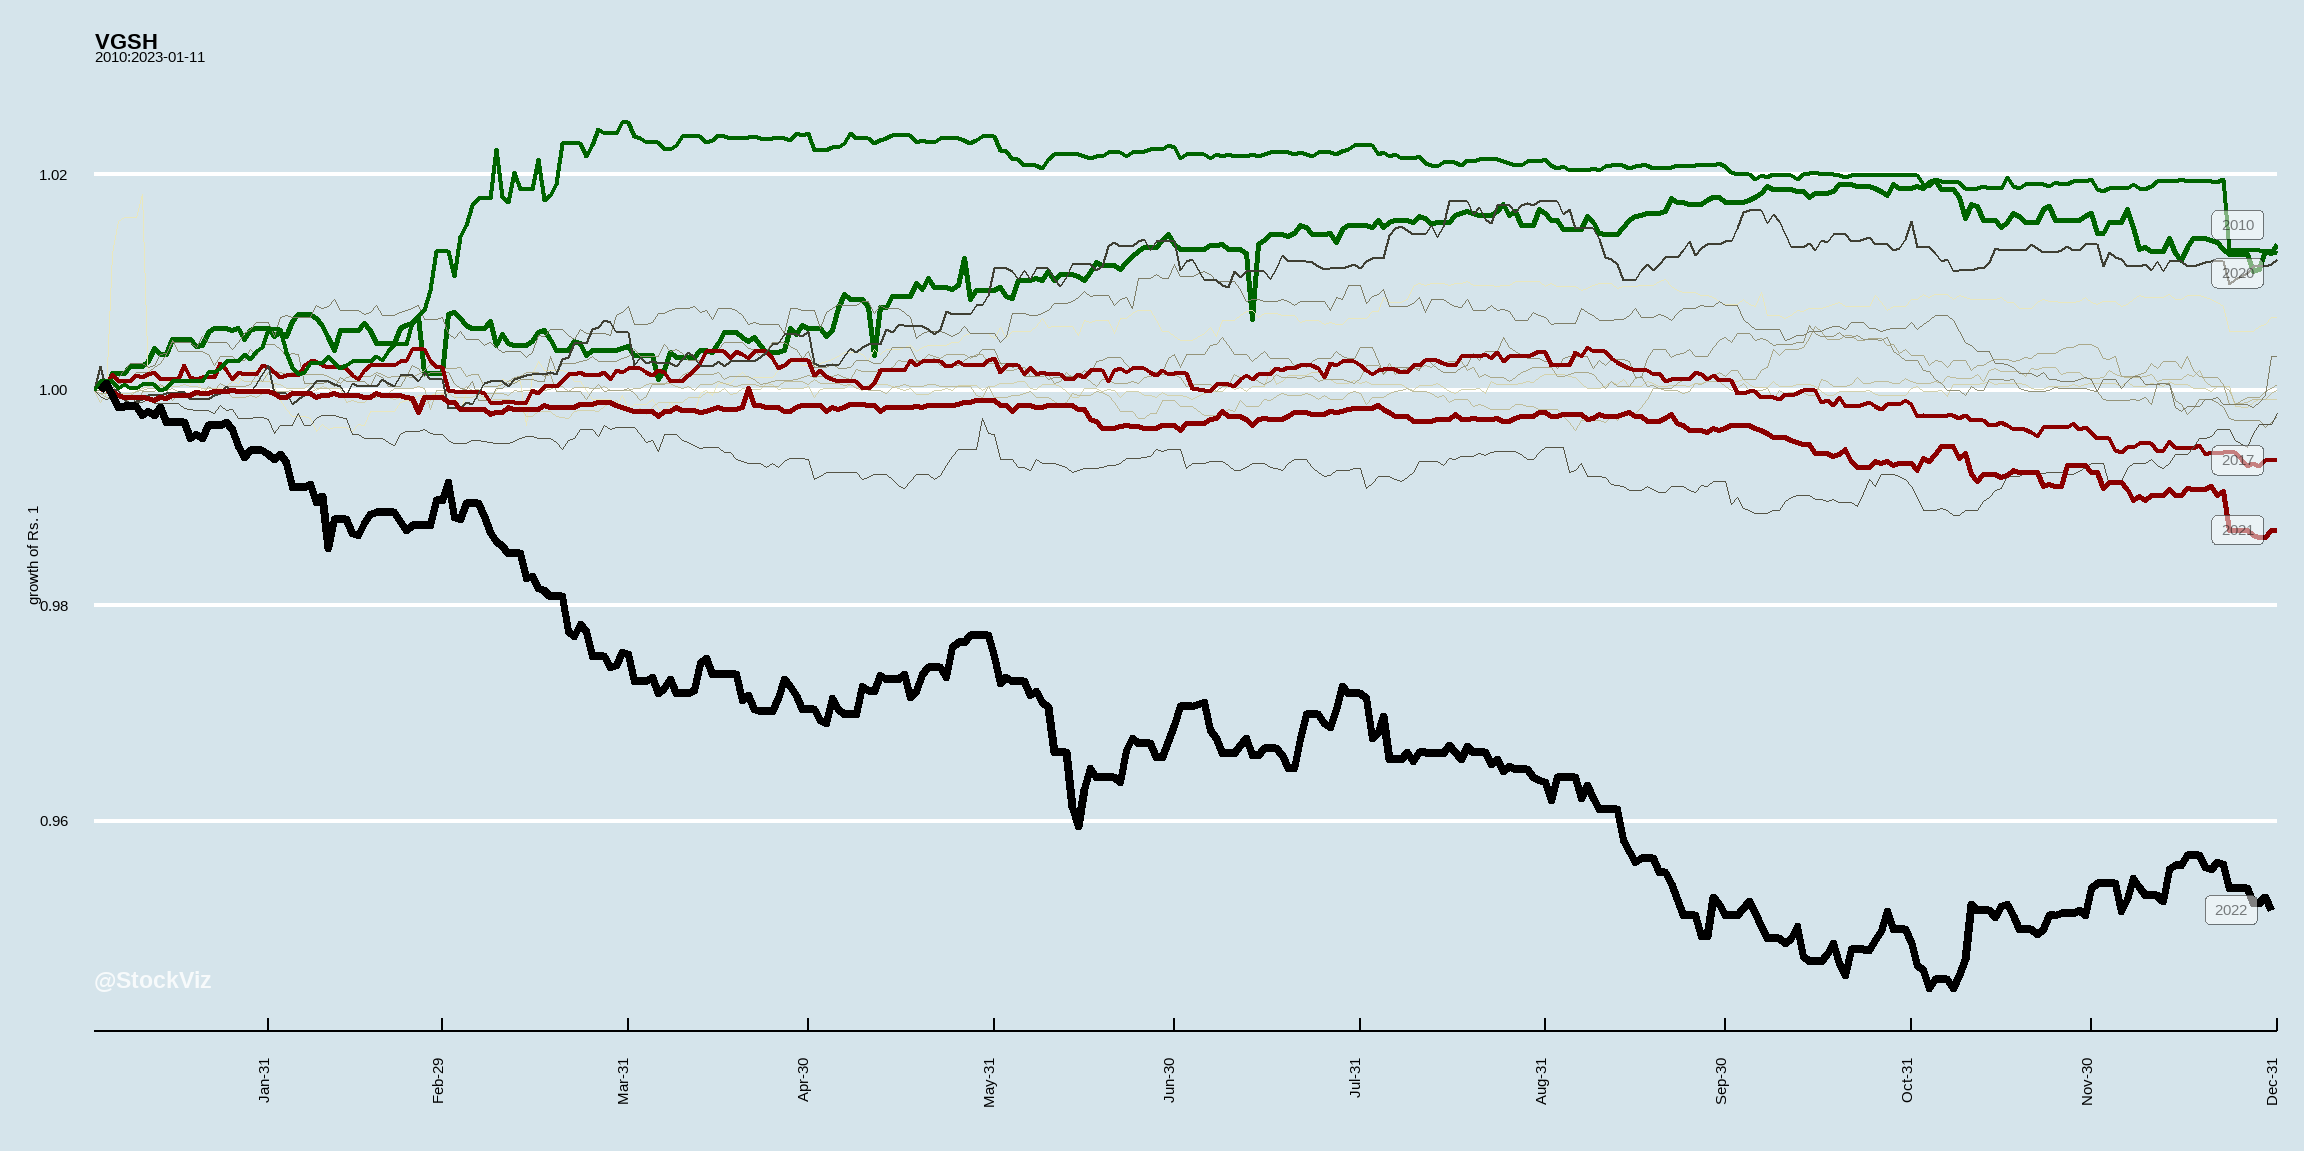 VGSH
2010:2023-01-11
1.02
1.00
0.98
0.96
growth of Rs. 1
2010
2020
2017
2021
2022
@StockViz
Jan-31
Feb-29
Mar-31
Apr-30
May-31
Jun-30
Jul-31
Aug-31
Sep-30
Oct-31
Nov-30
Dec-31